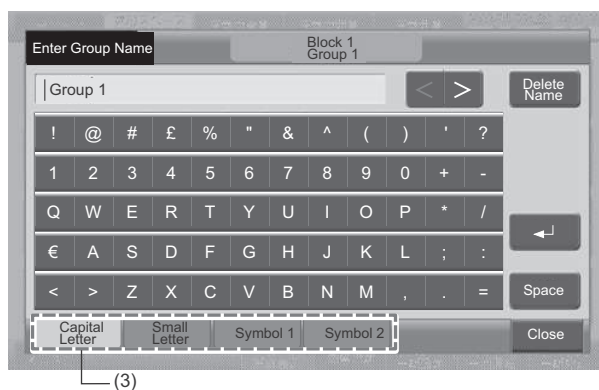 Enter Group Name
Block 1
Group 1
Group 1
< >
Delete
Name
! @ # £ % " & ^ ( ) ' ?
1 2 3 4 5 6 7 8 9 0 + -
Q W E R T Y U I O P * /
€ A S D F G H J K L ; :
< > Z X C V B N M , . =
Space
Capital
Letter
Small
Letter
Symbol 1
Symbol 2
Close
(3)